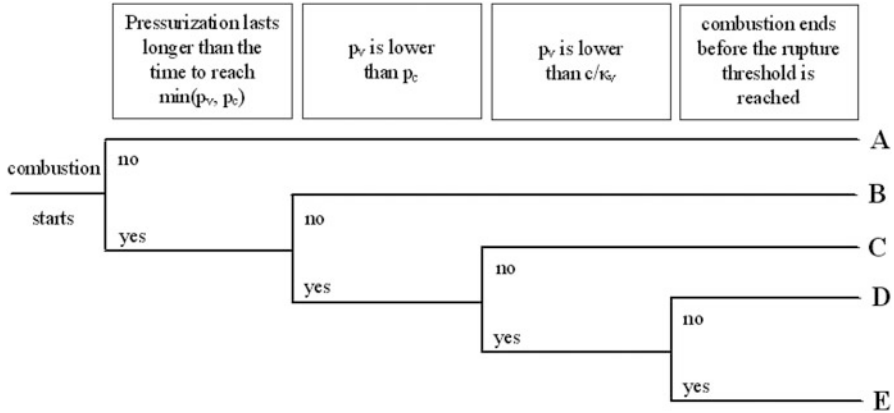 Pressurization lasts
longer than the
time to reach
min(pᵥ, p꜀)
pᵥ is lower
than p꜀
pᵥ is lower
than c/κᵥ
combustion ends
before the rupture
threshold is
reached
combustion
starts
no
A
yes
no
B
yes
no
C
yes
no
D
yes
E